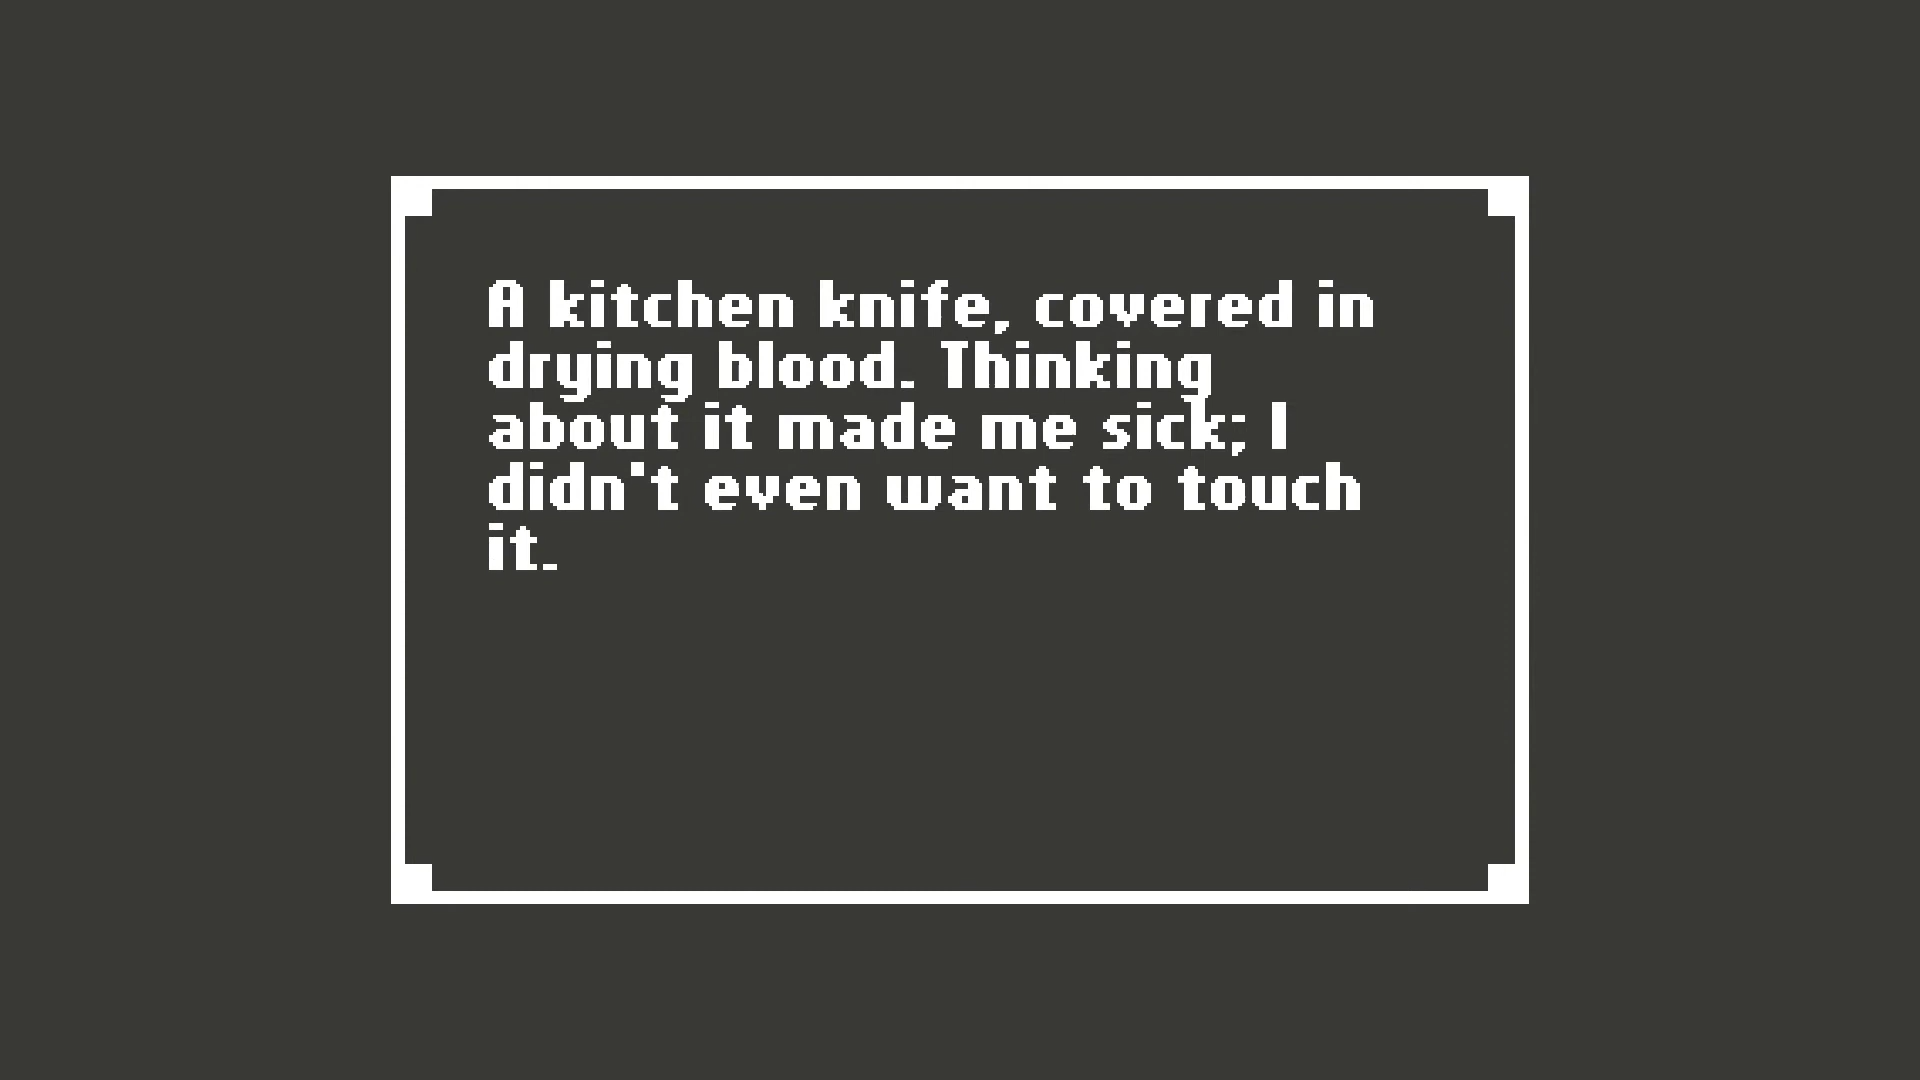 A kitchen knife, covered in
drying blood. Thinking
about it made me sick; I
didn't even want to touch
it.